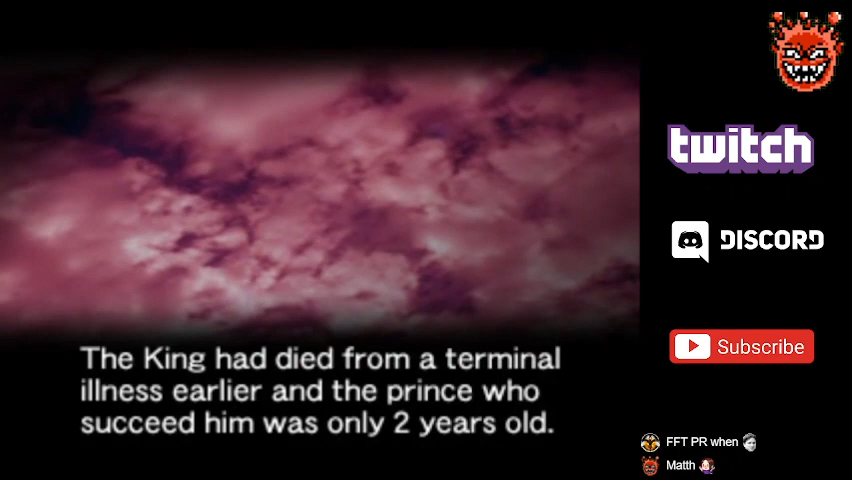 The King had died from a terminal
illness earlier and the prince who
succeed him was only 2 years old.
twitch
DISCORD
Subscribe
FFT PR when
Matth